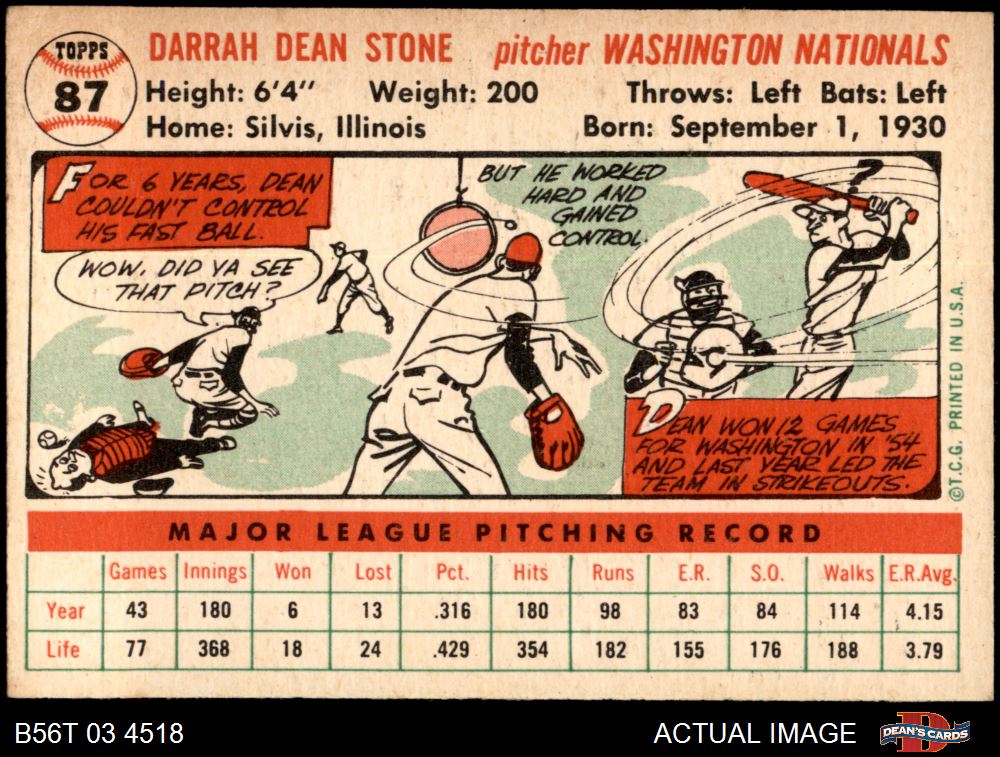 TOPPS
87
DARRAH DEAN STONE pitcher WASHINGTON NATIONALS
Height: 6'4" Weight: 200 Throws: Left Bats: Left
Home: Silvis, Illinois Born: September 1, 1930
FOR 6 YEARS, DEAN
COULDN'T CONTROL
HIS FAST BALL.
WOW, DID YA SEE
THAT PITCH?
BUT HE WORKED
HARD AND
GAINED
CONTROL.
?
DEAN WON 12 GAMES
FOR WASHINGTON IN '54
AND LAST YEAR LED THE
TEAM IN STRIKEOUTS.
©T.C.G. PRINTED IN U.S.A.
MAJOR LEAGUE PITCHING RECORD
Games Innings Won Lost Pct. Hits Runs E.R. S.O. Walks E.R.Avg.
Year 43 180 6 13 .316 180 98 83 84 114 4.15
Life 77 368 18 24 .429 354 182 155 176 188 3.79
B56T 03 4518 ACTUAL IMAGE D DEAN'S CARDS